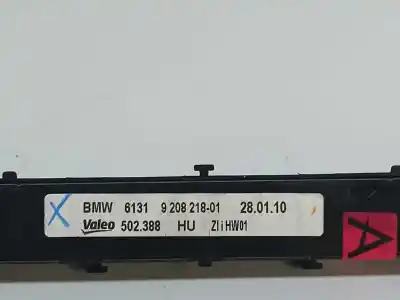 X BMW 6131 9 208 218-01 28.01.10
Valeo 502.388 HU ZIiHW01
A